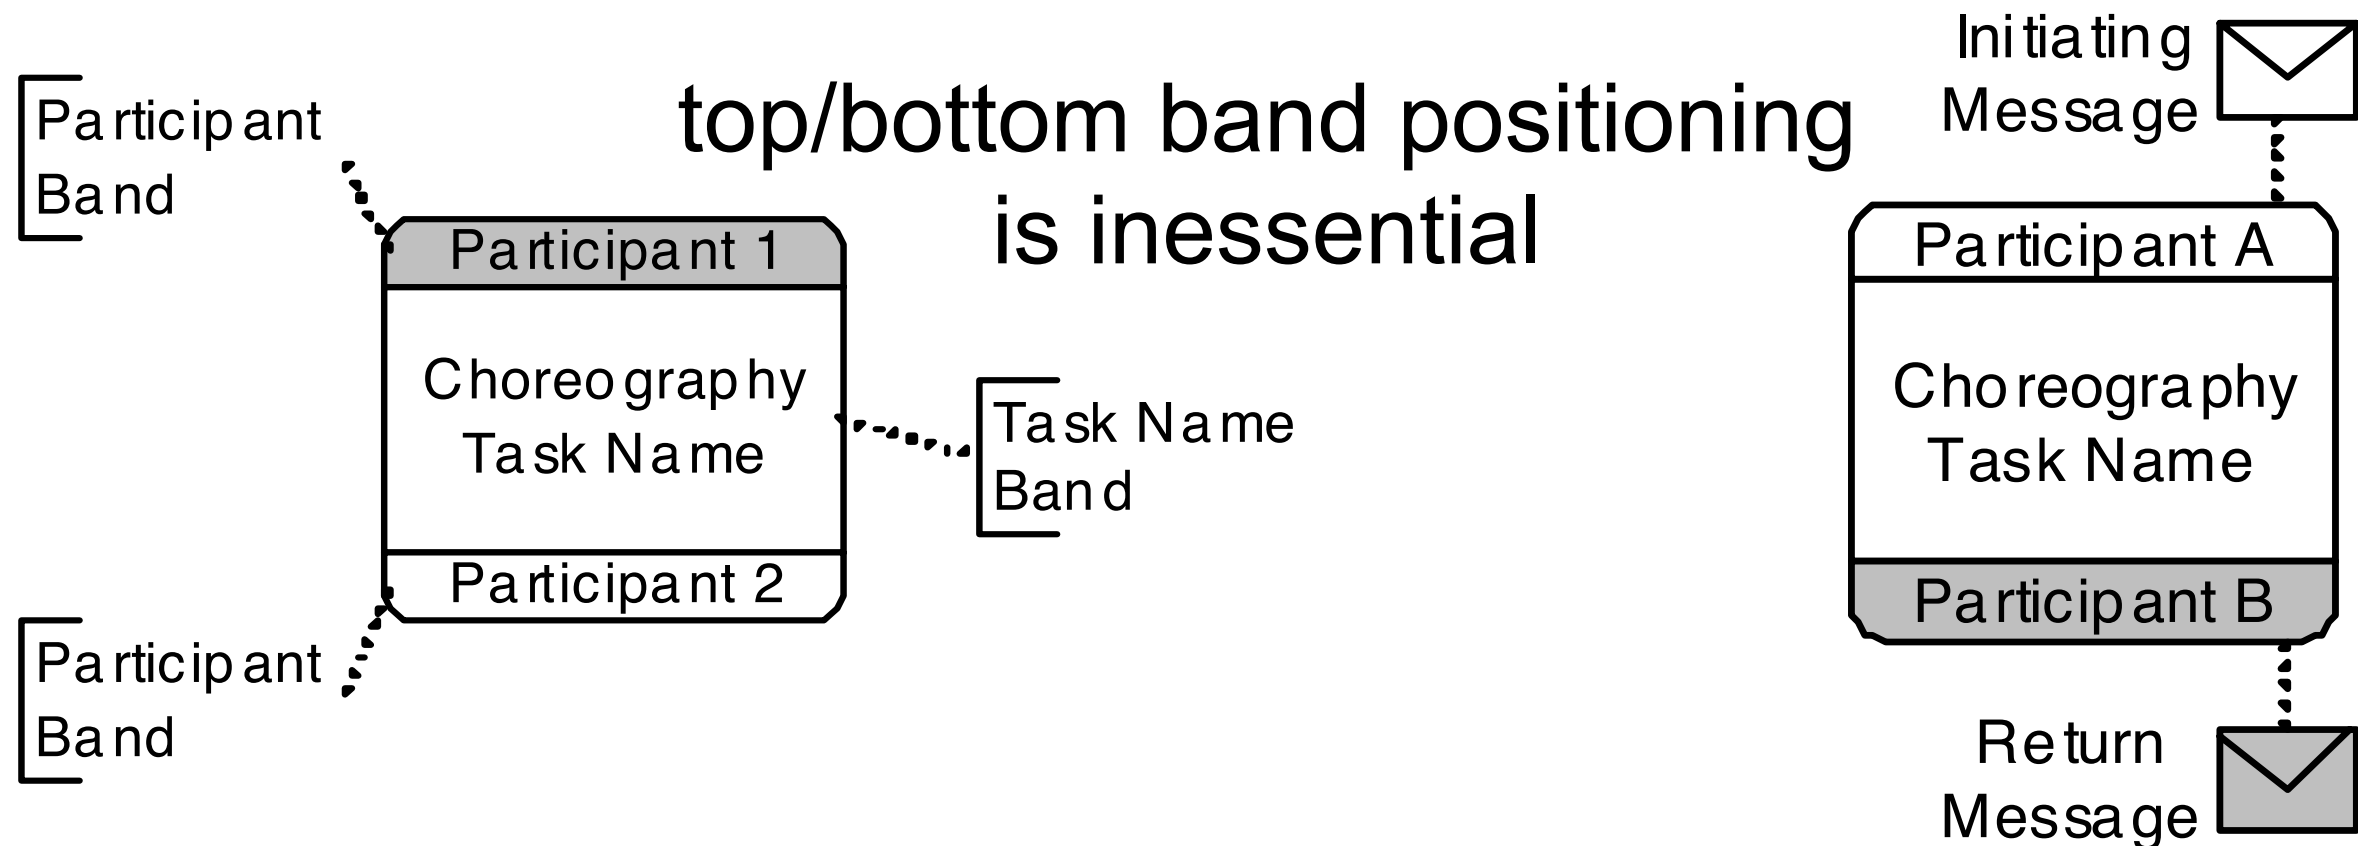 Participant
Band
top/bottom band positioning
is inessential
Initiating
Message
Participant 1
Choreography
Task Name
Participant 2
Task Name
Band
Participant
Band
Participant A
Choreography
Task Name
Participant B
Return
Message